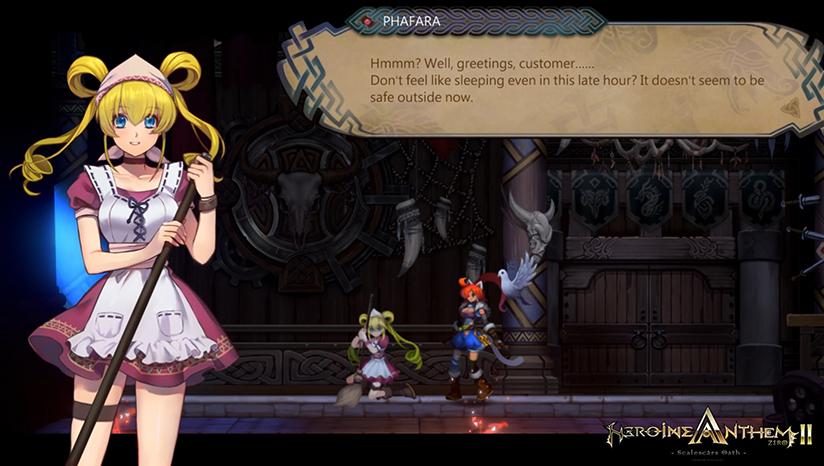 PHAFARA
Hmmm? Well, greetings, customer......
Don't feel like sleeping even in this late hour? It doesn't seem to be
safe outside now.
HEROINE ANTHEM
ZERO II
- Scalescars Oath -